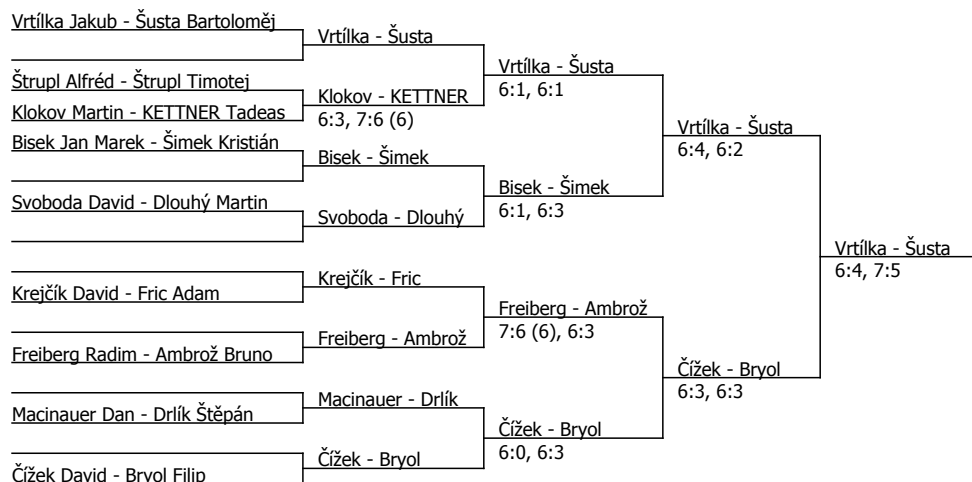 Vrtílka Jakub - Šusta Bartoloměj
Štrupl Alfréd - Štrupl Timotej
Klokov Martin - KETTNER Tadeas
Bisek Jan Marek - Šimek Kristián
Svoboda David - Dlouhý Martin
Krejčík David - Fric Adam
Freiberg Radim - Ambrož Bruno
Macinauer Dan - Drlík Štěpán
Čížek David - Bryol Filip
Vrtílka - Šusta
Klokov - KETTNER
6:3, 7:6 (6)
Bisek - Šimek
Svoboda - Dlouhý
Krejčík - Fric
Freiberg - Ambrož
Macinauer - Drlík
Čížek - Bryol
Vrtílka - Šusta
6:1, 6:1
Bisek - Šimek
6:1, 6:3
Freiberg - Ambrož
7:6 (6), 6:3
Čížek - Bryol
6:0, 6:3
Vrtílka - Šusta
6:4, 6:2
Čížek - Bryol
6:3, 6:3
Vrtílka - Šusta
6:4, 7:5